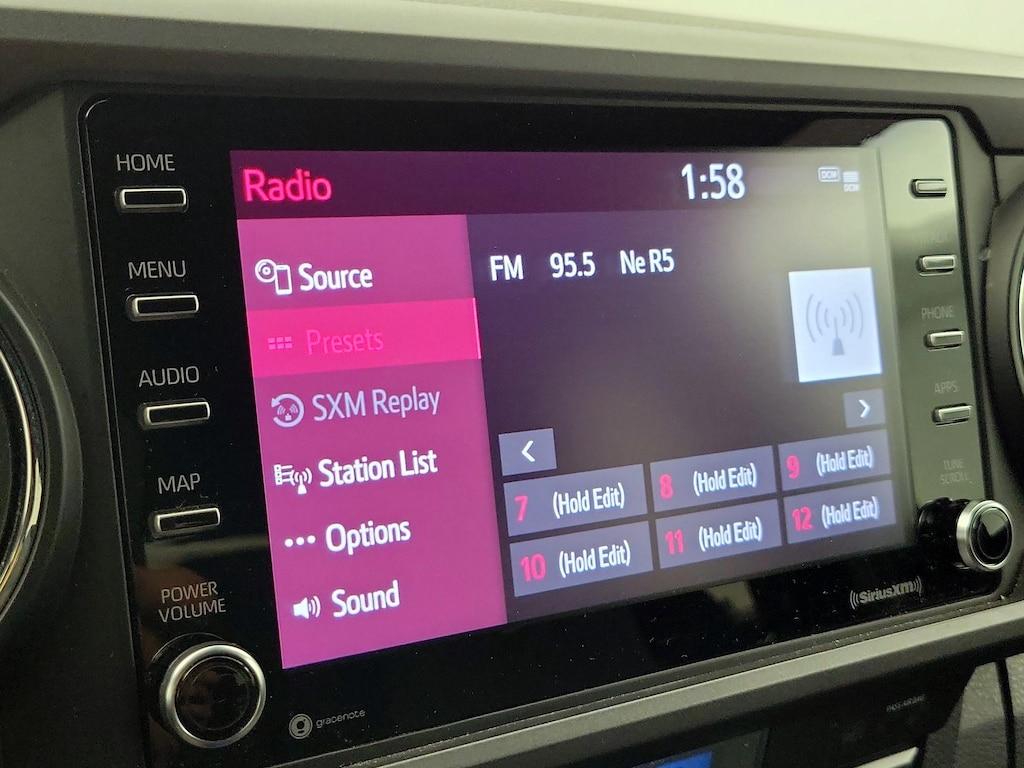 HOME
MENU
AUDIO
MAP
POWER
VOLUME
Radio
1:58
DCM
DCM
Source
Presets
SXM Replay
Station List
Options
Sound
FM 95.5 Ne R5
<
>
7 (Hold Edit)
8 (Hold Edit)
9 (Hold Edit)
10 (Hold Edit)
11 (Hold Edit)
12 (Hold Edit)
PHONE
APPS
TUNE
SCROLL
SiriusXM
g gracenote